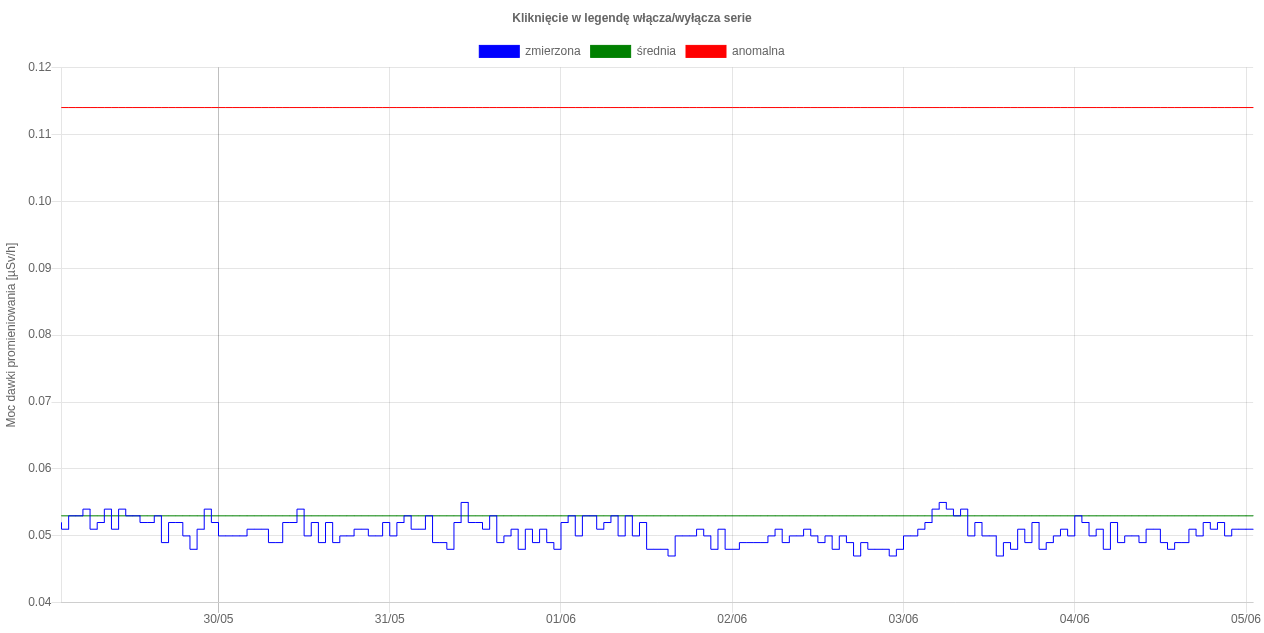 Kliknięcie w legendę włącza/wyłącza serie
zmierzona średnia anomalna
Moc dawki promieniowania [µSv/h]
0.12
0.11
0.10
0.09
0.08
0.07
0.06
0.05
0.04
30/05 31/05 01/06 02/06 03/06 04/06 05/06